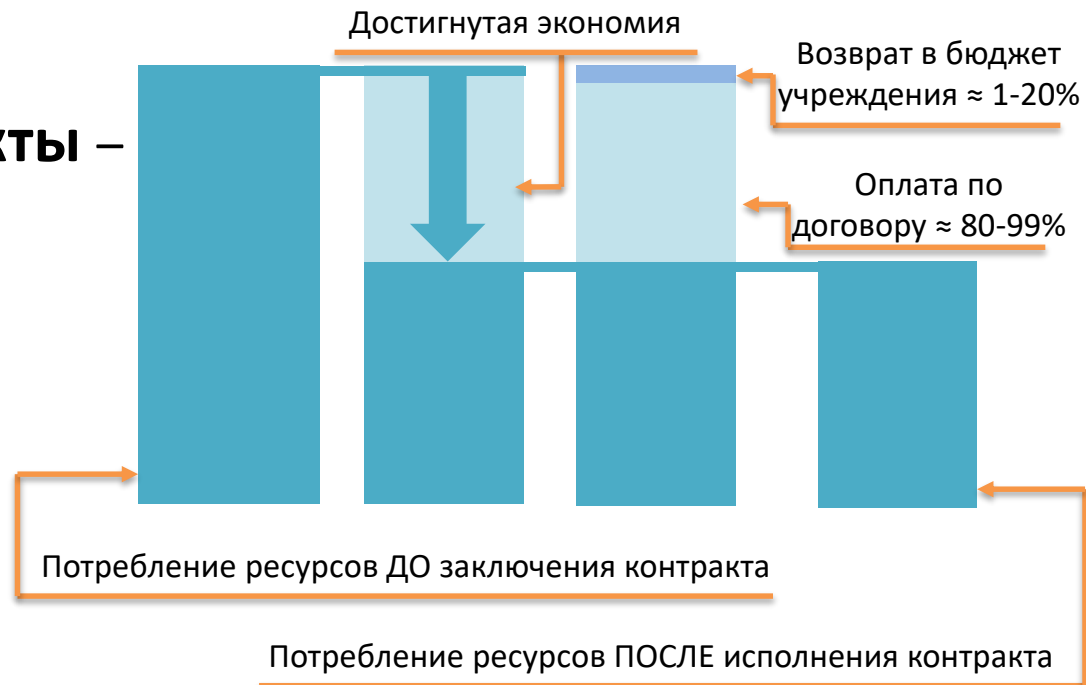 Достигнутая экономия
Возврат в бюджет
учреждения ≈ 1-20%
кты –
Оплата по
договору ≈ 80-99%
Потребление ресурсов ДО заключения контракта
Потребление ресурсов ПОСЛЕ исполнения контракта